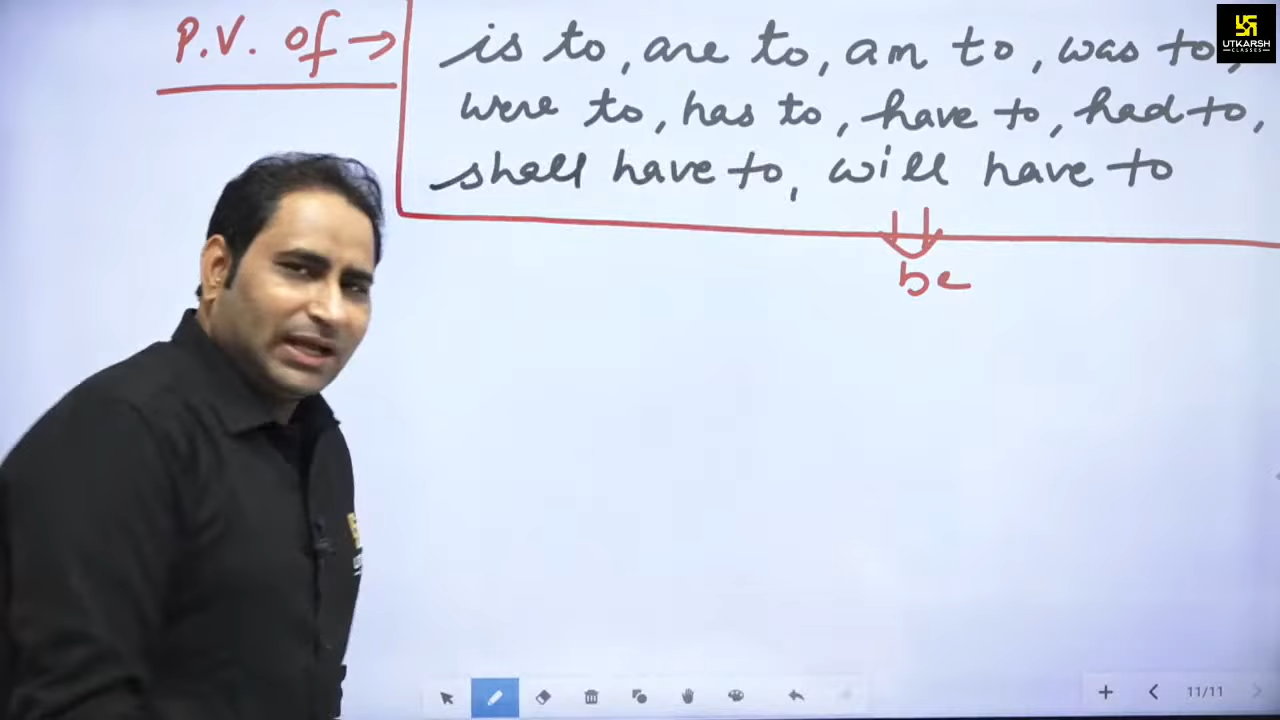 P.V. of → is to, are to, am to, was to,
were to, has to, have to, had to,
shall have to, will have to
be
UTKARSH
CLASSES
11/11